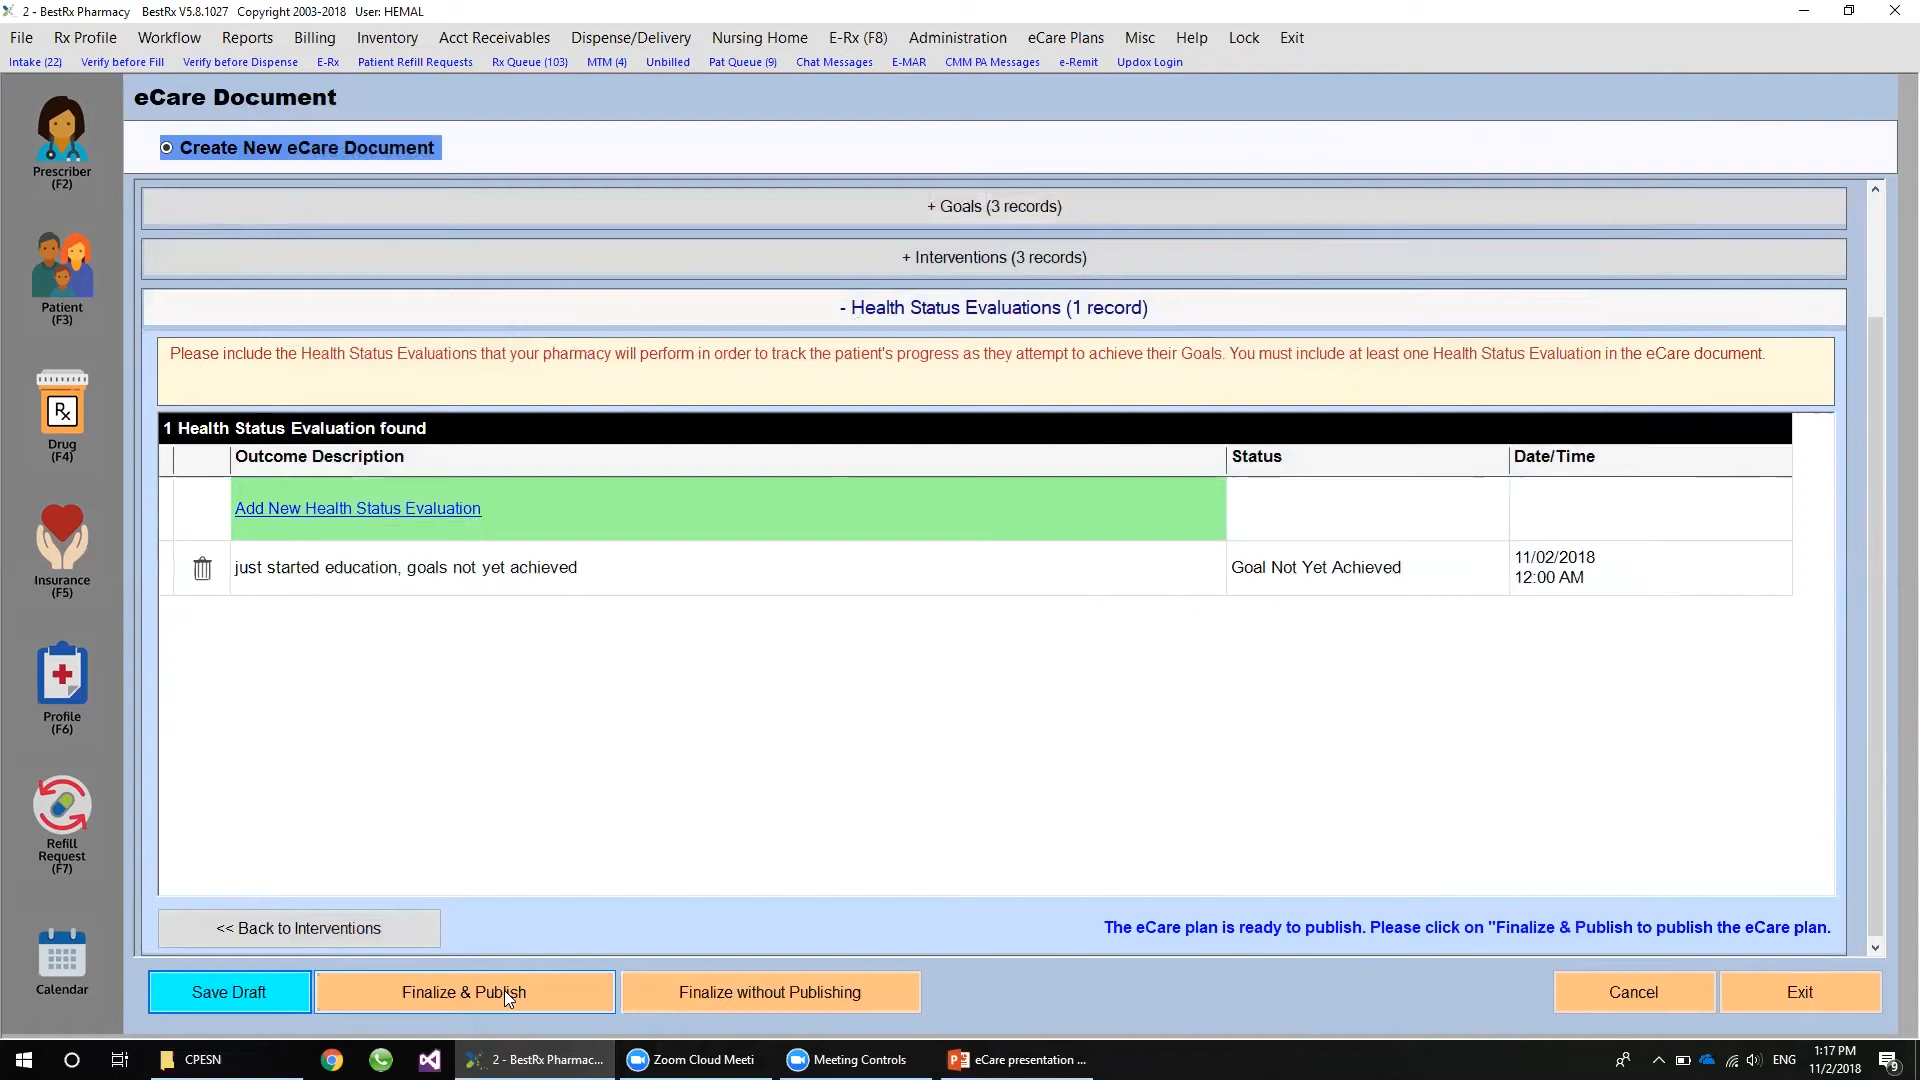 2 - BestRx Pharmacy BestRx V5.8.1027 Copyright 2003-2018 User: HEMAL
File Rx Profile Workflow Reports Billing Inventory Acct Receivables Dispense/Delivery Nursing Home E-Rx (F8) Administration eCare Plans Misc Help Lock Exit
Intake (22) Verify before Fill Verify before Dispense E-Rx Patient Refill Requests Rx Queue (103) MTM (4) Unbilled Pat Queue (9) Chat Messages E-MAR CMM PA Messages e-Remit Updox Login
eCare Document
Create New eCare Document
Prescriber
(F2)
Patient
(F3)
Rx
Drug
(F4)
Insurance
(F5)
Profile
(F6)
Refill
Request
(F7)
Calendar
+ Goals (3 records)
+ Interventions (3 records)
- Health Status Evaluations (1 record)
Please include the Health Status Evaluations that your pharmacy will perform in order to track the patient's progress as they attempt to achieve their Goals. You must include at least one Health Status Evaluation in the eCare document.
1 Health Status Evaluation found
Outcome Description Status Date/Time
Add New Health Status Evaluation
just started education, goals not yet achieved Goal Not Yet Achieved 11/02/2018
12:00 AM
<< Back to Interventions The eCare plan is ready to publish. Please click on "Finalize & Publish to publish the eCare plan.
Save Draft Finalize & Publish Finalize without Publishing Cancel Exit
CPESN 2 - BestRx Pharmac... Zoom Cloud Meeti Meeting Controls eCare presentation ... ENG 1:17 PM
11/2/2018
9